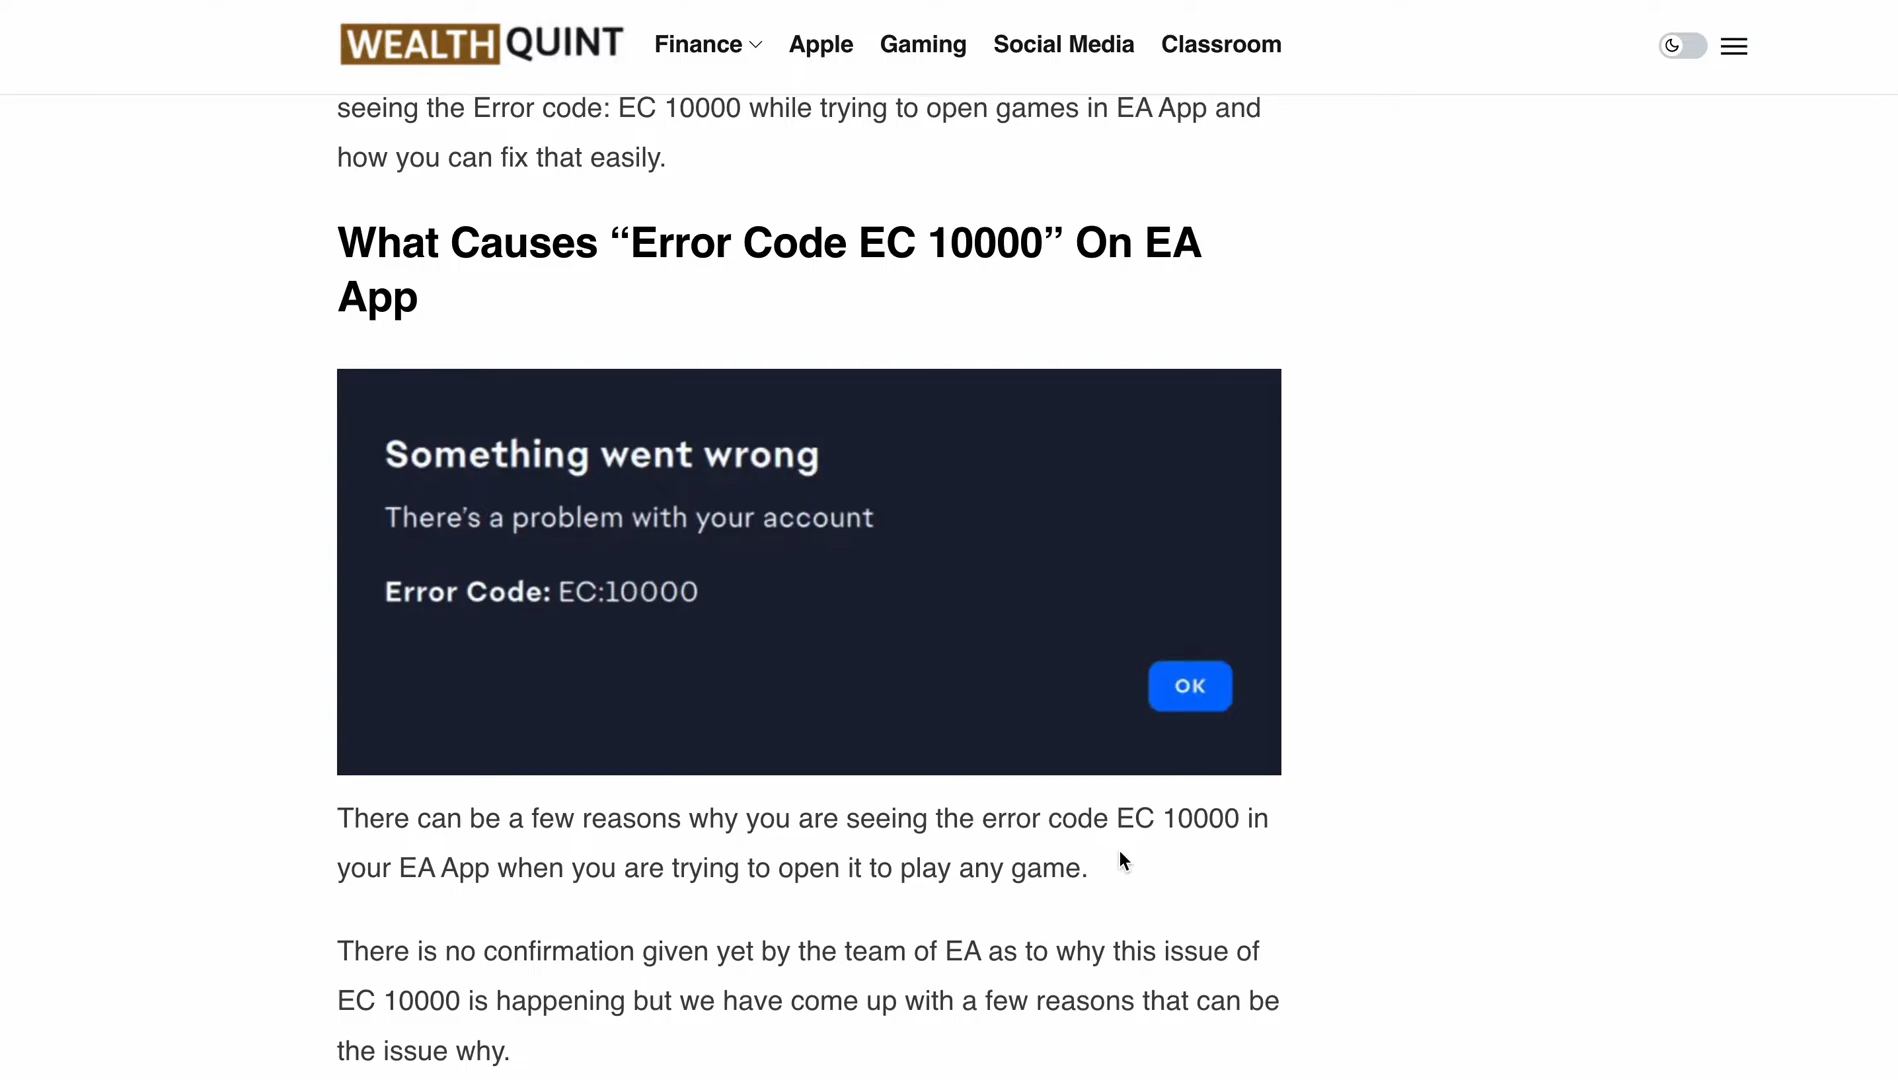 WEALTH QUINT Finance Apple Gaming Social Media Classroom
seeing the Error code: EC 10000 while trying to open games in EA App and
how you can fix that easily.
What Causes “Error Code EC 10000” On EA
App
Something went wrong
There's a problem with your account
Error Code: EC:10000
OK
There can be a few reasons why you are seeing the error code EC 10000 in
your EA App when you are trying to open it to play any game.
There is no confirmation given yet by the team of EA as to why this issue of
EC 10000 is happening but we have come up with a few reasons that can be
the issue why.